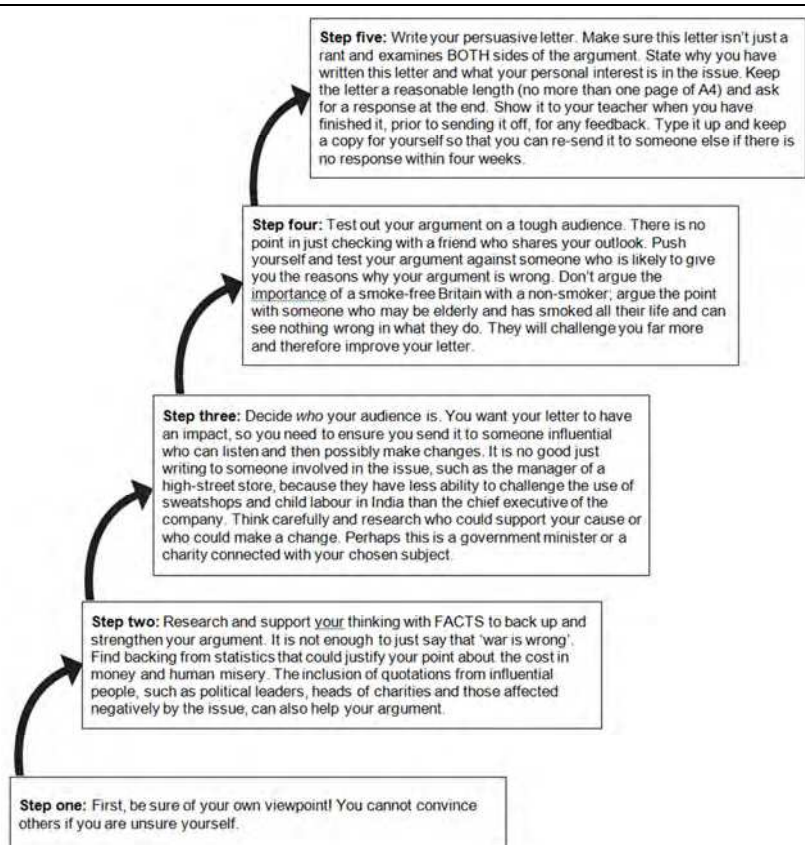 Step five: Write your persuasive letter. Make sure this letter isn't just a
rant and examines BOTH sides of the argument. State why you have
written this letter and what your personal interest is in the issue. Keep
the letter a reasonable length (no more than one page of A4) and ask
for a response at the end. Show it to your teacher when you have
finished it, prior to sending it off, for any feedback. Type it up and keep
a copy for yourself so that you can re-send it to someone else if there is
no response within four weeks.
Step four: Test out your argument on a tough audience. There is no
point in just checking with a friend who shares your outlook. Push
yourself and test your argument against someone who is likely to give
you the reasons why your argument is wrong. Don't argue the
importance of a smoke-free Britain with a non-smoker; argue the point
with someone who may be elderly and has smoked all their life and can
see nothing wrong in what they do. They will challenge you far more
and therefore improve your letter.
Step three: Decide who your audience is. You want your letter to have
an impact, so you need to ensure you send it to someone influential
who can listen and then possibly make changes. It is no good just
writing to someone involved in the issue, such as the manager of a
high-street store, because they have less ability to challenge the use of
sweatshops and child labour in India than the chief executive of the
company. Think carefully and research who could support your cause or
who could make a change. Perhaps this is a government minister or a
charity connected with your chosen subject.
Step two: Research and support your thinking with FACTS to back up and
strengthen your argument. It is not enough to just say that 'war is wrong'.
Find backing from statistics that could justify your point about the cost in
money and human misery. The inclusion of quotations from influential
people, such as political leaders, heads of charities and those affected
negatively by the issue, can also help your argument.
Step one: First, be sure of your own viewpoint! You cannot convince
others if you are unsure yourself.